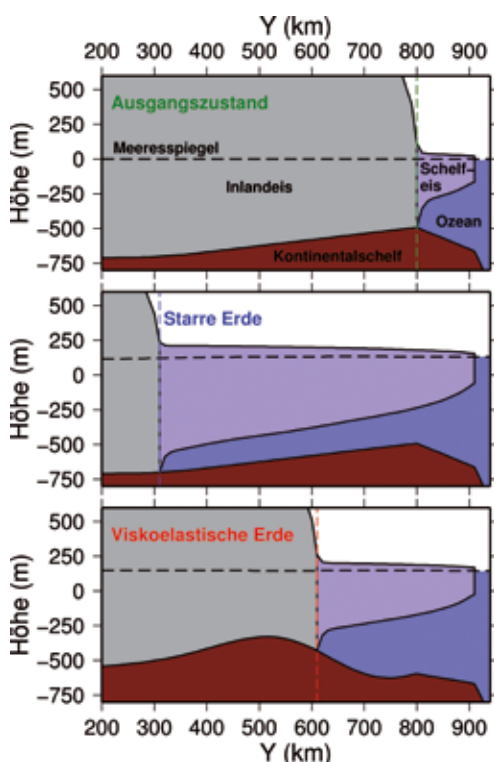 Y (km)
200 300 400 500 600 700 800 900
Höhe (m)
500
250
0
−250
−500
−750
Ausgangszustand
Meeresspiegel
Inlandeis
Schelf-
eis
Ozean
Kontinentalschelf
Höhe (m)
500
250
0
−250
−500
−750
Starre Erde
Höhe (m)
500
250
0
−250
−500
−750
Viskoelastische Erde
200 300 400 500 600 700 800 900
Y (km)